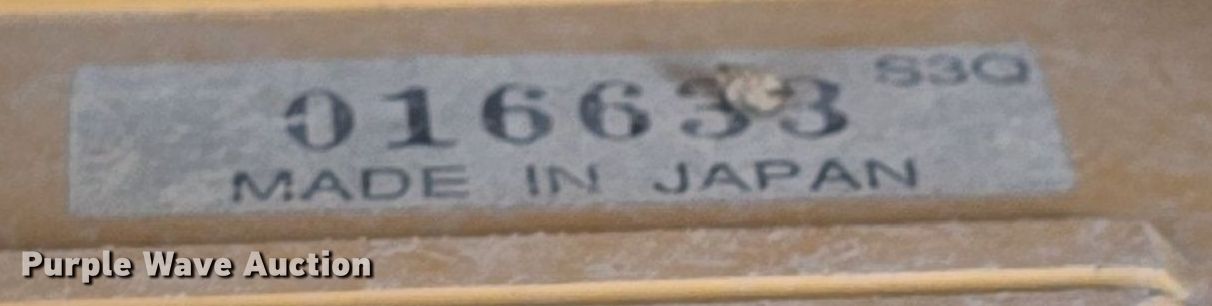 S3Q
016633
MADE IN JAPAN
Purple Wave Auction